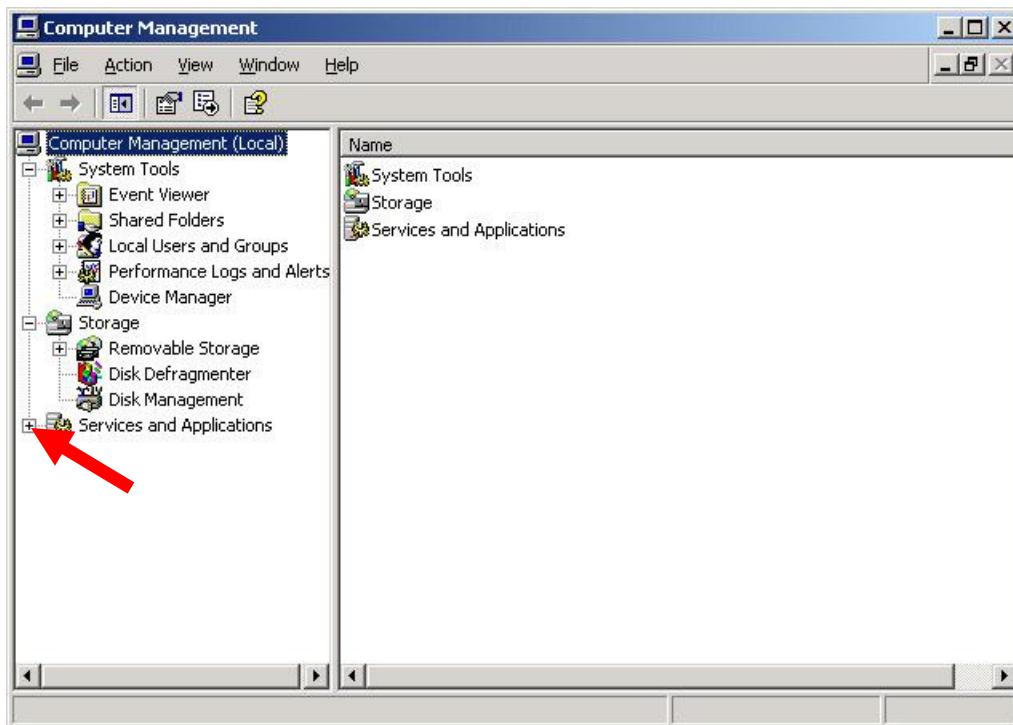 Computer Management
File Action View Window Help
Computer Management (Local)
System Tools
Event Viewer
Shared Folders
Local Users and Groups
Performance Logs and Alerts
Device Manager
Storage
Removable Storage
Disk Defragmenter
Disk Management
Services and Applications
Name
System Tools
Storage
Services and Applications